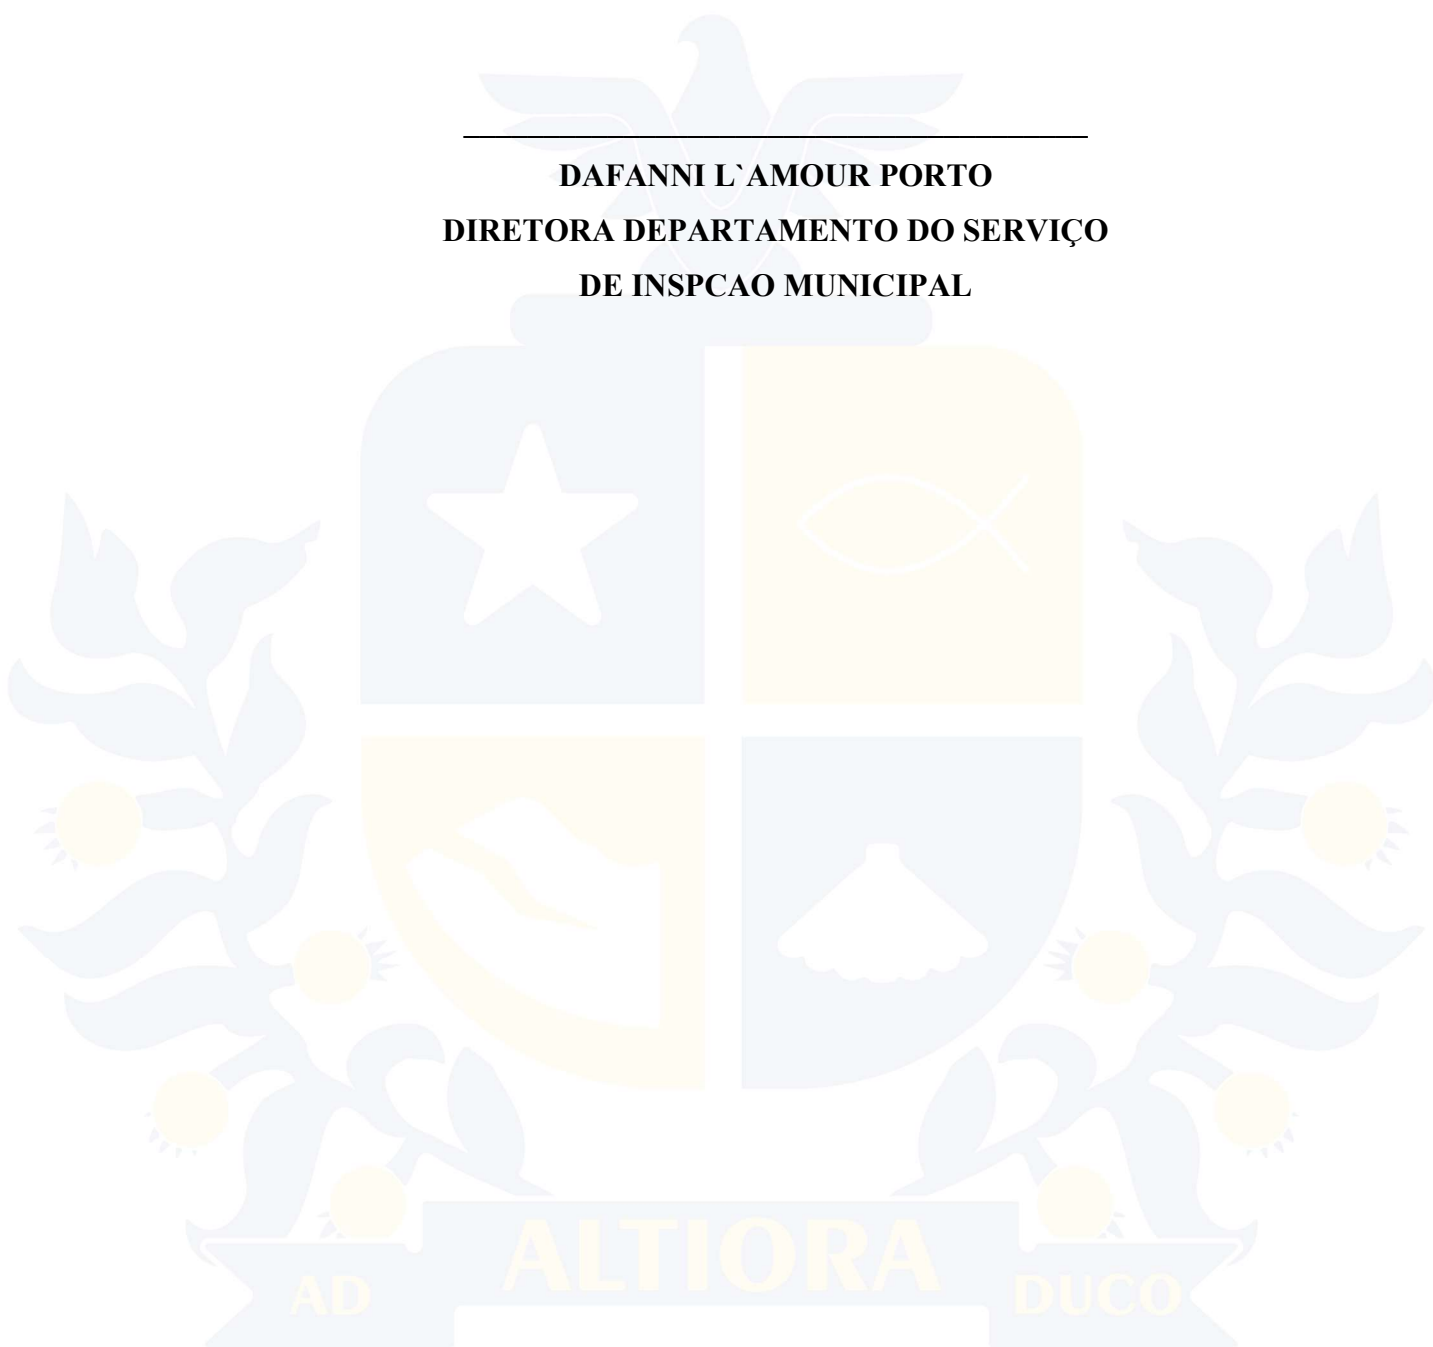 DAFANNI L`AMOUR PORTO
DIRETORA DEPARTAMENTO DO SERVIÇO
DE INSPCAO MUNICIPAL
AD ALTIORA DUCO